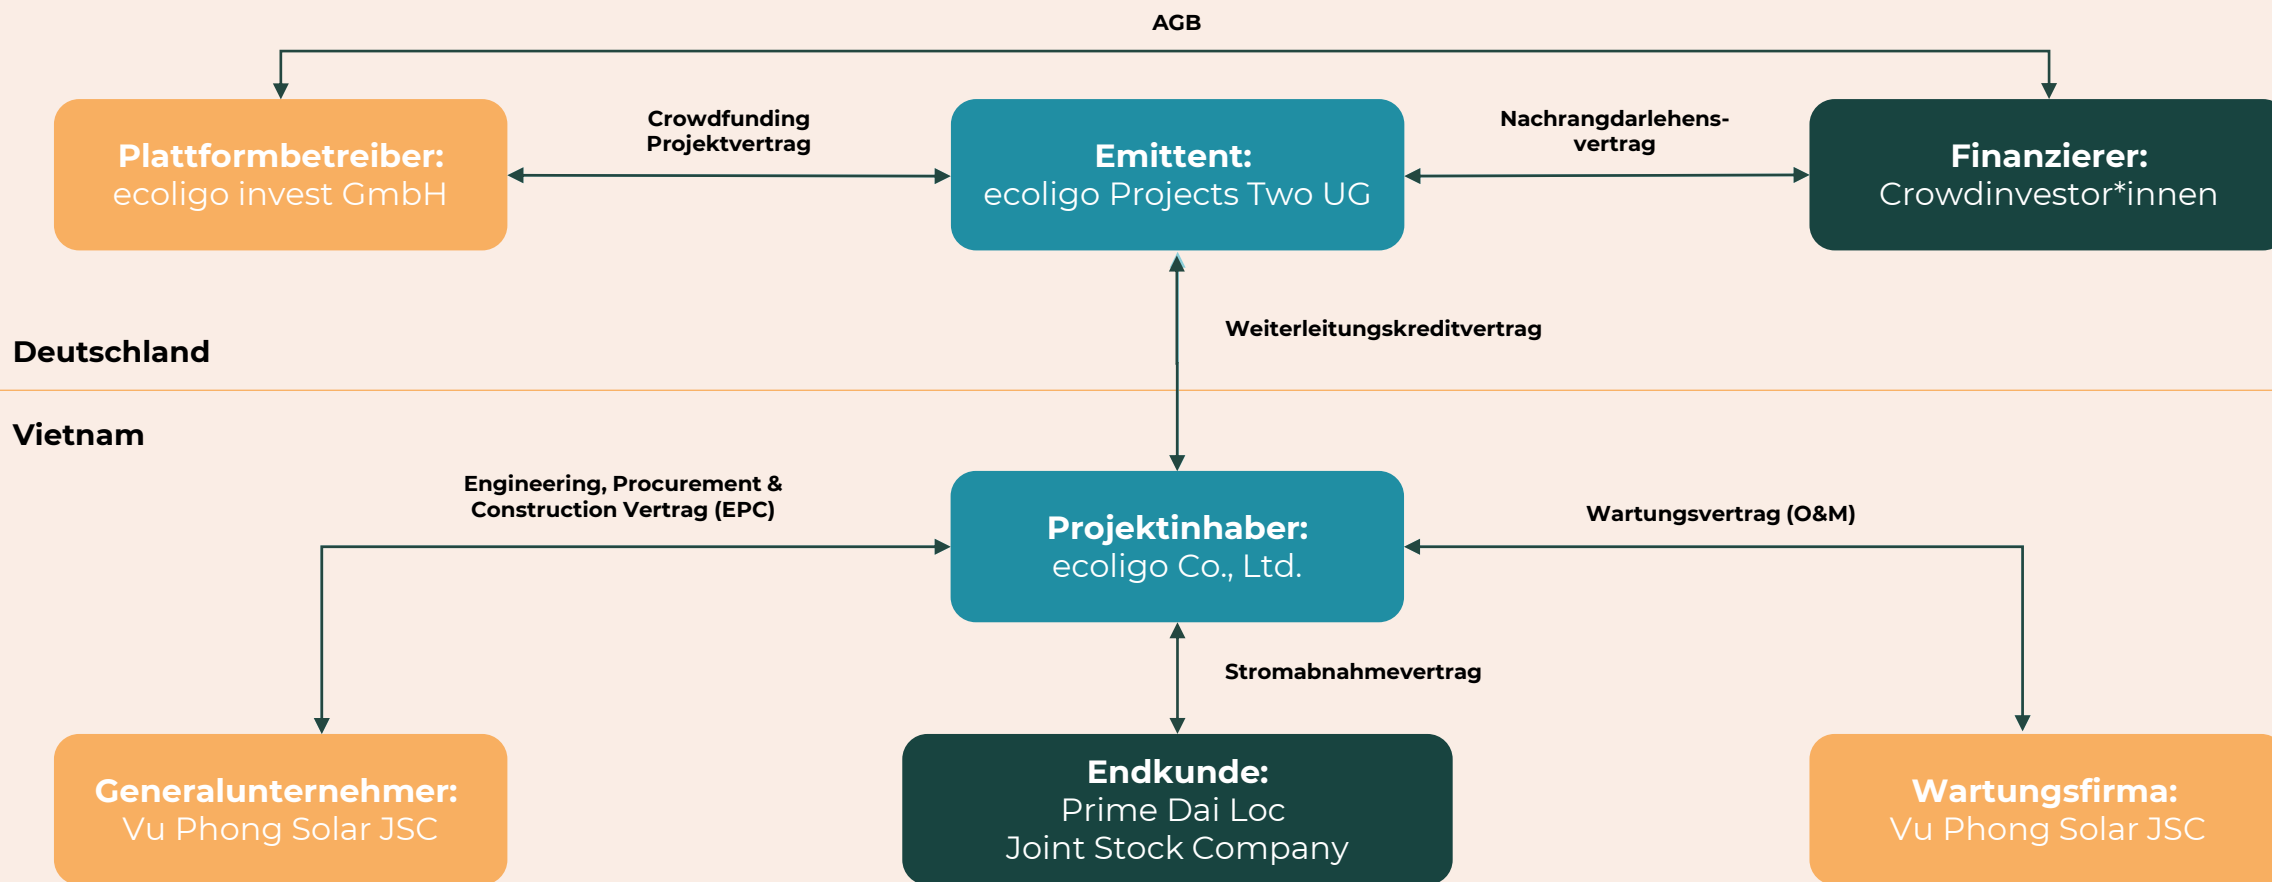 AGB
Plattformbetreiber:
ecoligo invest GmbH
Crowdfunding
Projektvertrag
Emittent:
ecoligo Projects Two UG
Nachrangdarlehens-
vertrag
Finanzierer:
Crowdinvestor*innen
Weiterleitungskreditvertrag
Deutschland
Vietnam
Engineering, Procurement &
Construction Vertrag (EPC)
Projektinhaber:
ecoligo Co., Ltd.
Wartungsvertrag (O&M)
Stromabnahmevertrag
Generalunternehmer:
Vu Phong Solar JSC
Endkunde:
Prime Dai Loc
Joint Stock Company
Wartungsfirma:
Vu Phong Solar JSC